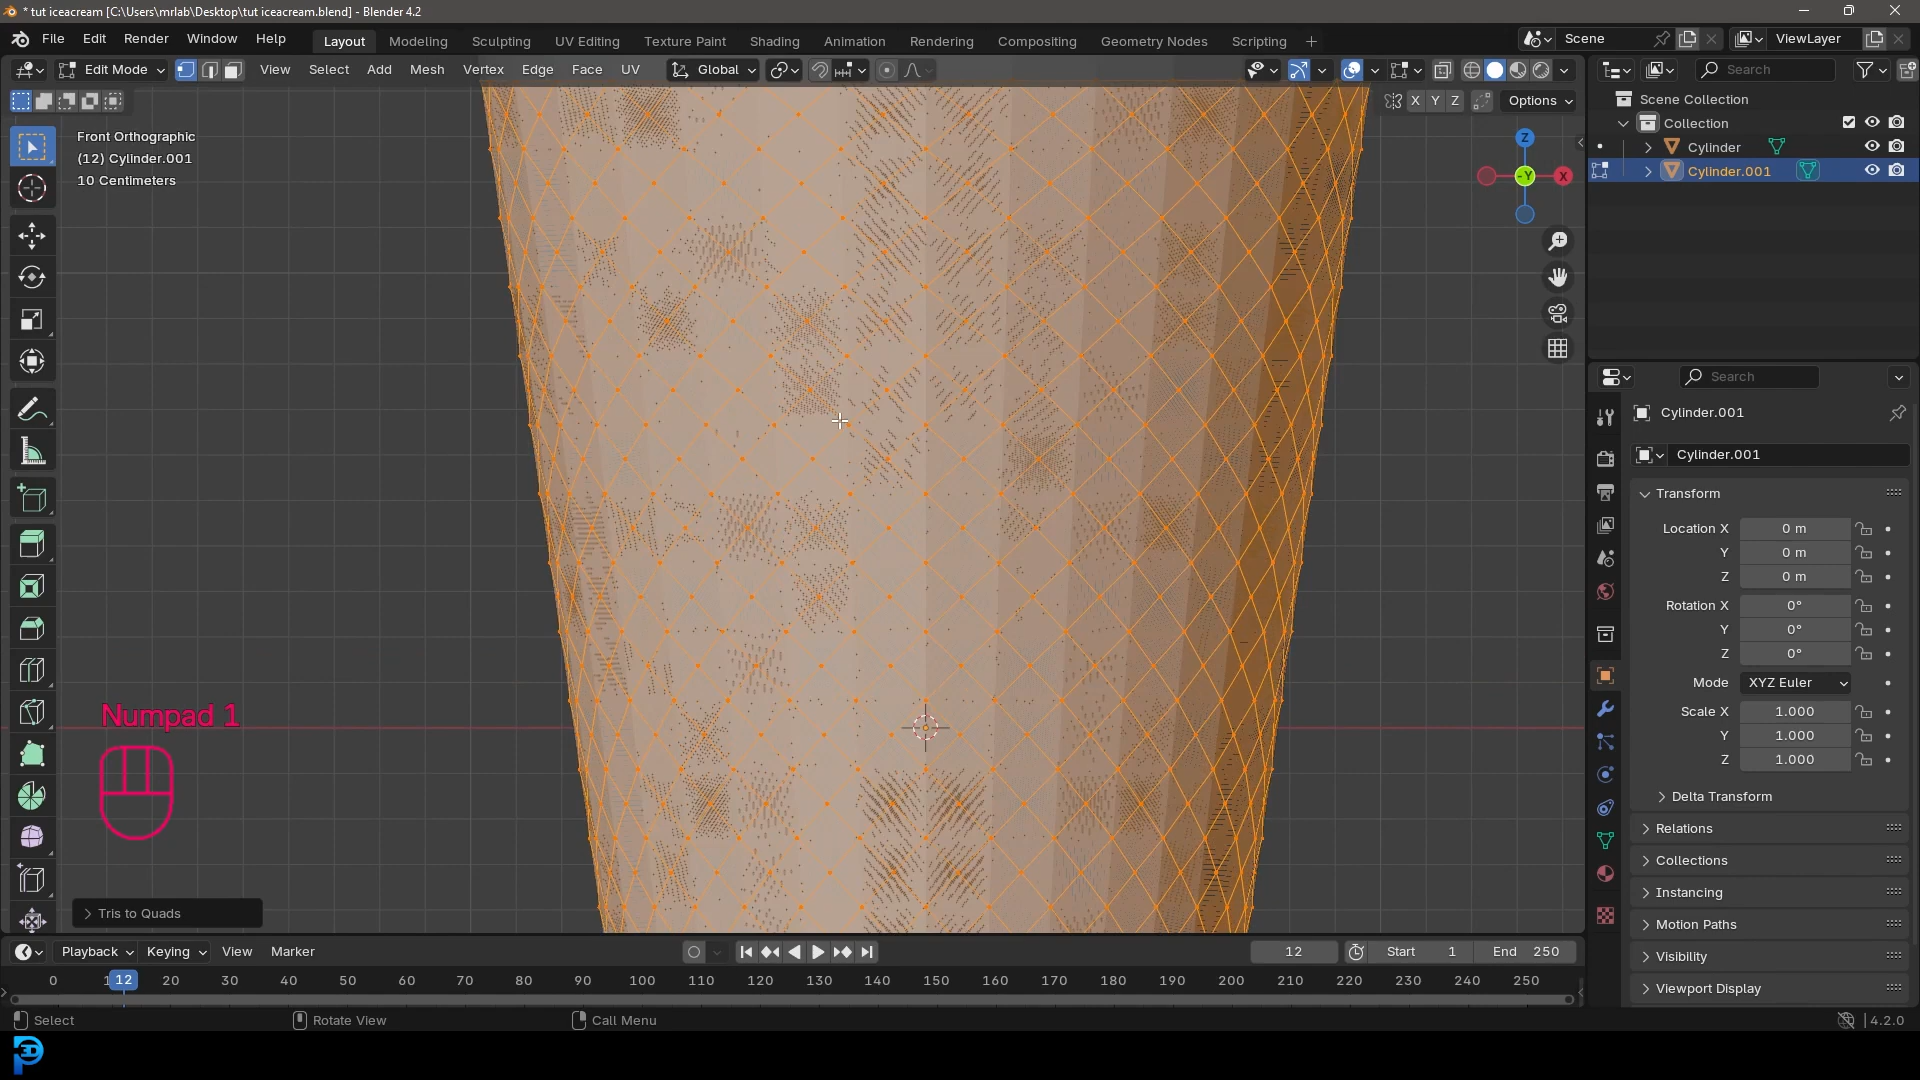 * tut iceacream [C:\Users\mrlab\Desktop\tut iceacream.blend] - Blender 4.2
File Edit Render Window Help Layout Modeling Sculpting UV Editing Texture Paint Shading Animation Rendering Compositing Geometry Nodes Scripting + Scene ViewLayer
Edit Mode View Select Add Mesh Vertex Edge Face UV Global Search
X Y Z Options
Scene Collection
Collection
Cylinder
Cylinder.001
Front Orthographic
(12) Cylinder.001
10 Centimeters
Z
-Y
X
Search
Cylinder.001
Cylinder.001
Transform
Location X 0 m
Y 0 m
Z 0 m
Rotation X 0°
Y 0°
Z 0°
Mode XYZ Euler
Scale X 1.000
Y 1.000
Z 1.000
Delta Transform
Relations
Collections
Instancing
Motion Paths
Visibility
Viewport Display
Numpad 1
Tris to Quads
Playback Keying View Marker 12 Start 1 End 250
0 12 20 30 40 50 60 70 80 90 100 110 120 130 140 150 160 170 180 190 200 210 220 230 240 250
Select Rotate View Call Menu 4.2.0
3D